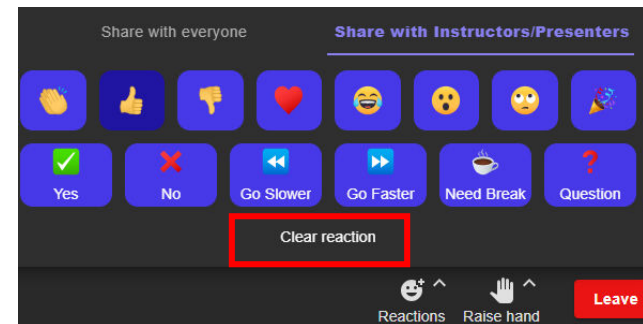 Share with everyone Share with Instructors/Presenters
Yes No Go Slower Go Faster Need Break Question
Clear reaction
Reactions Raise hand Leave